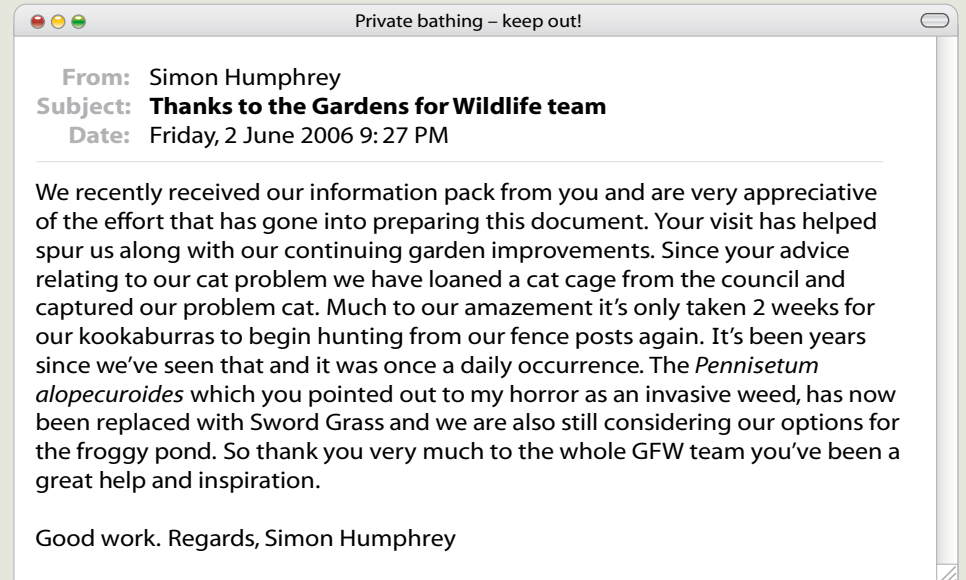 Private bathing – keep out!
From: Simon Humphrey
Subject: Thanks to the Gardens for Wildlife team
Date: Friday, 2 June 2006 9:27 PM
We recently received our information pack from you and are very appreciative
of the effort that has gone into preparing this document. Your visit has helped
spur us along with our continuing garden improvements. Since your advice
relating to our cat problem we have loaned a cat cage from the council and
captured our problem cat. Much to our amazement it’s only taken 2 weeks for
our kookaburras to begin hunting from our fence posts again. It’s been years
since we’ve seen that and it was once a daily occurrence. The Pennisetum
alopecuroides which you pointed out to my horror as an invasive weed, has now
been replaced with Sword Grass and we are also still considering our options for
the froggy pond. So thank you very much to the whole GFW team you’ve been a
great help and inspiration.
Good work. Regards, Simon Humphrey